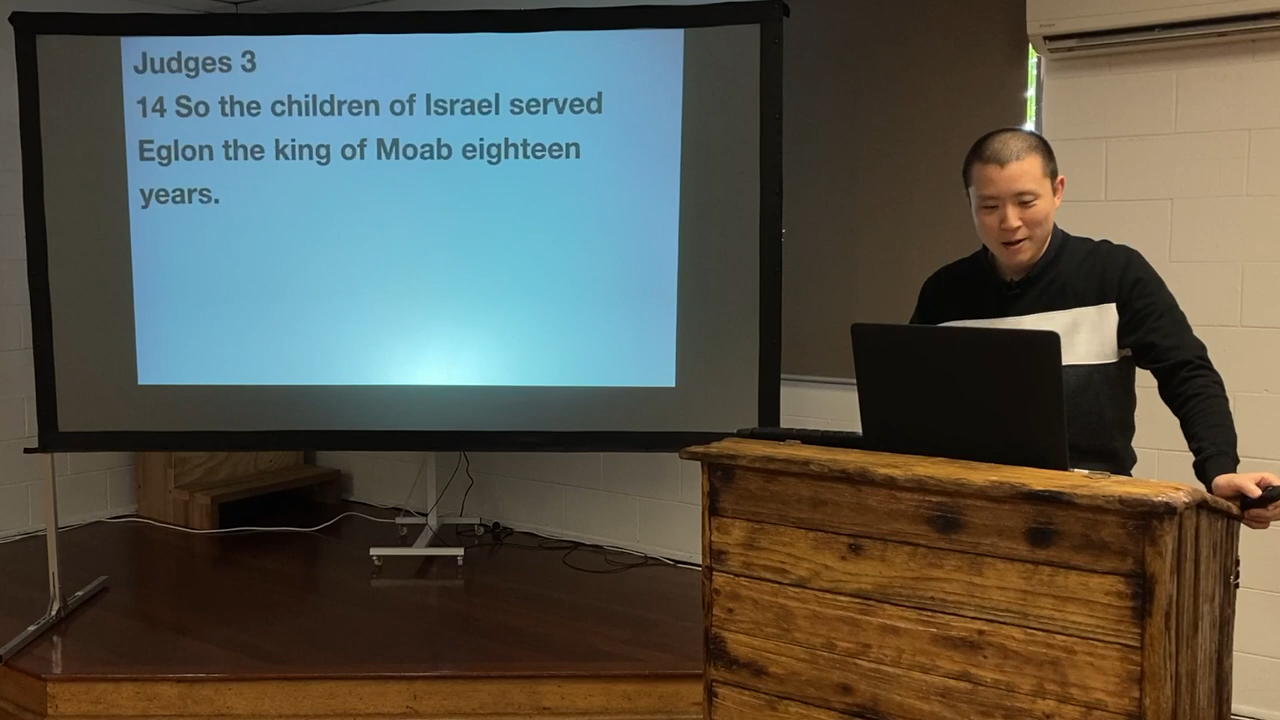 Judges 3
14 So the children of Israel served
Eglon the king of Moab eighteen
years.